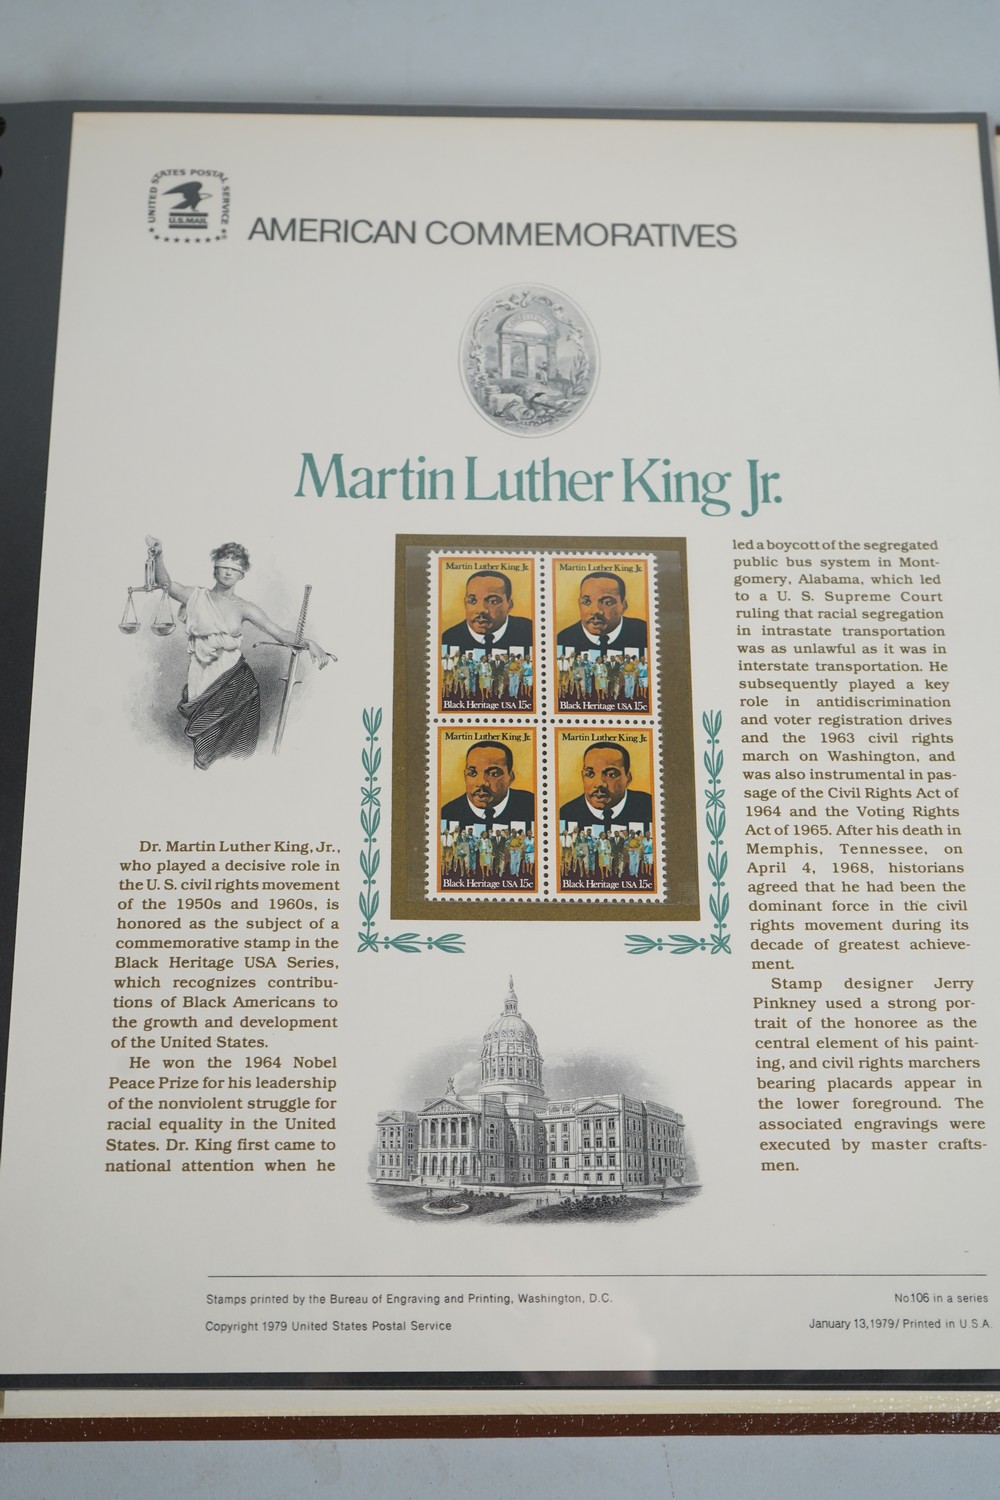 UNITED STATES POSTAL SERVICE
U.S. MAIL
AMERICAN COMMEMORATIVES
Martin Luther King Jr.
Martin Luther King Jr.
Black Heritage USA 15c
Martin Luther King Jr.
Black Heritage USA 15c
Martin Luther King Jr.
Black Heritage USA 15c
Martin Luther King Jr.
Black Heritage USA 15c
Dr. Martin Luther King, Jr.,
who played a decisive role in
the U. S. civil rights movement
of the 1950s and 1960s, is
honored as the subject of a
commemorative stamp in the
Black Heritage USA Series,
which recognizes contribu-
tions of Black Americans to
the growth and development
of the United States.
He won the 1964 Nobel
Peace Prize for his leadership
of the nonviolent struggle for
racial equality in the United
States. Dr. King first came to
national attention when he
led a boycott of the segregated
public bus system in Mont-
gomery, Alabama, which led
to a U. S. Supreme Court
ruling that racial segregation
in intrastate transportation
was as unlawful as it was in
interstate transportation. He
subsequently played a key
role in antidiscrimination
and voter registration drives
and the 1963 civil rights
march on Washington, and
was also instrumental in pas-
sage of the Civil Rights Act of
1964 and the Voting Rights
Act of 1965. After his death in
Memphis, Tennessee, on
April 4, 1968, historians
agreed that he had been the
dominant force in the civil
rights movement during its
decade of greatest achieve-
ment.
Stamp designer Jerry
Pinkney used a strong por-
trait of the honoree as the
central element of his paint-
ing, and civil rights marchers
bearing placards appear in
the lower foreground. The
associated engravings were
executed by master crafts-
men.
Stamps printed by the Bureau of Engraving and Printing, Washington, D.C.
No 106 in a series
Copyright 1979 United States Postal Service
January 13, 1979/ Printed in U.S.A.